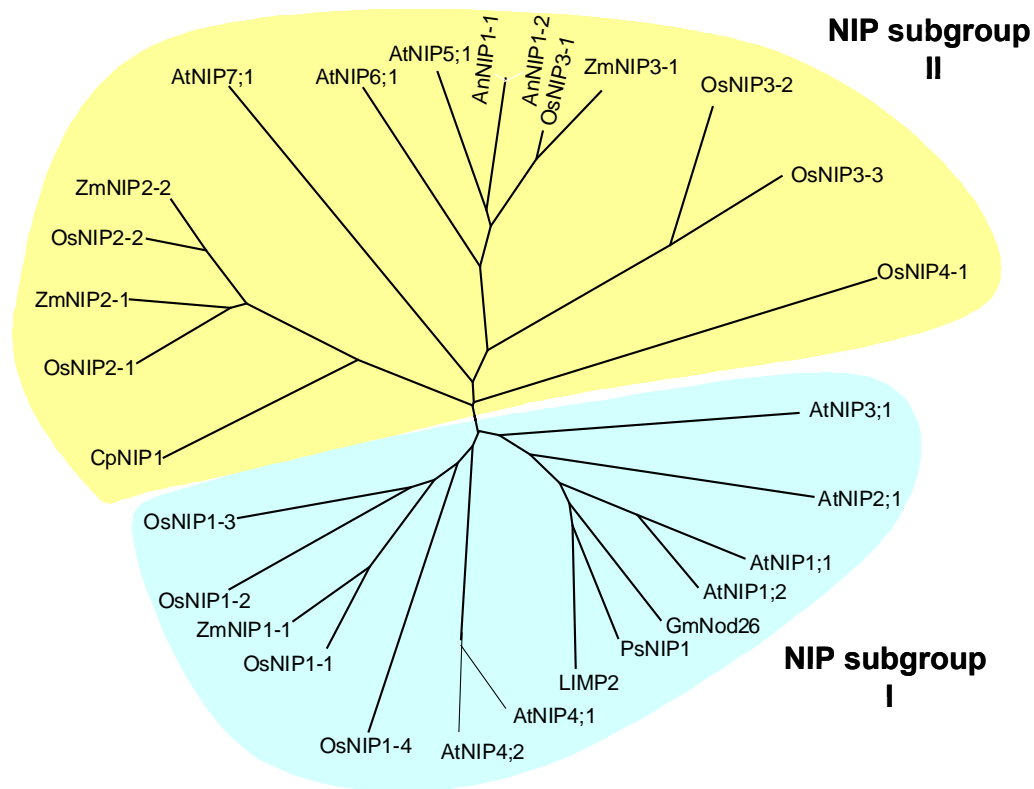 NIP subgroup
II
AtNIP7;1
AtNIP6;1
AtNIP5;1
AnNIP1-1
AnNIP1-2
OsNIP3-1
ZmNIP3-1
OsNIP3-2
OsNIP3-3
OsNIP4-1
ZmNIP2-2
OsNIP2-2
ZmNIP2-1
OsNIP2-1
CpNIP1
AtNIP3;1
AtNIP2;1
AtNIP1;1
AtNIP1;2
GmNod26
PsNIP1
LIMP2
AtNIP4;1
AtNIP4;2
OsNIP1-4
OsNIP1-1
ZmNIP1-1
OsNIP1-2
OsNIP1-3
NIP subgroup
I